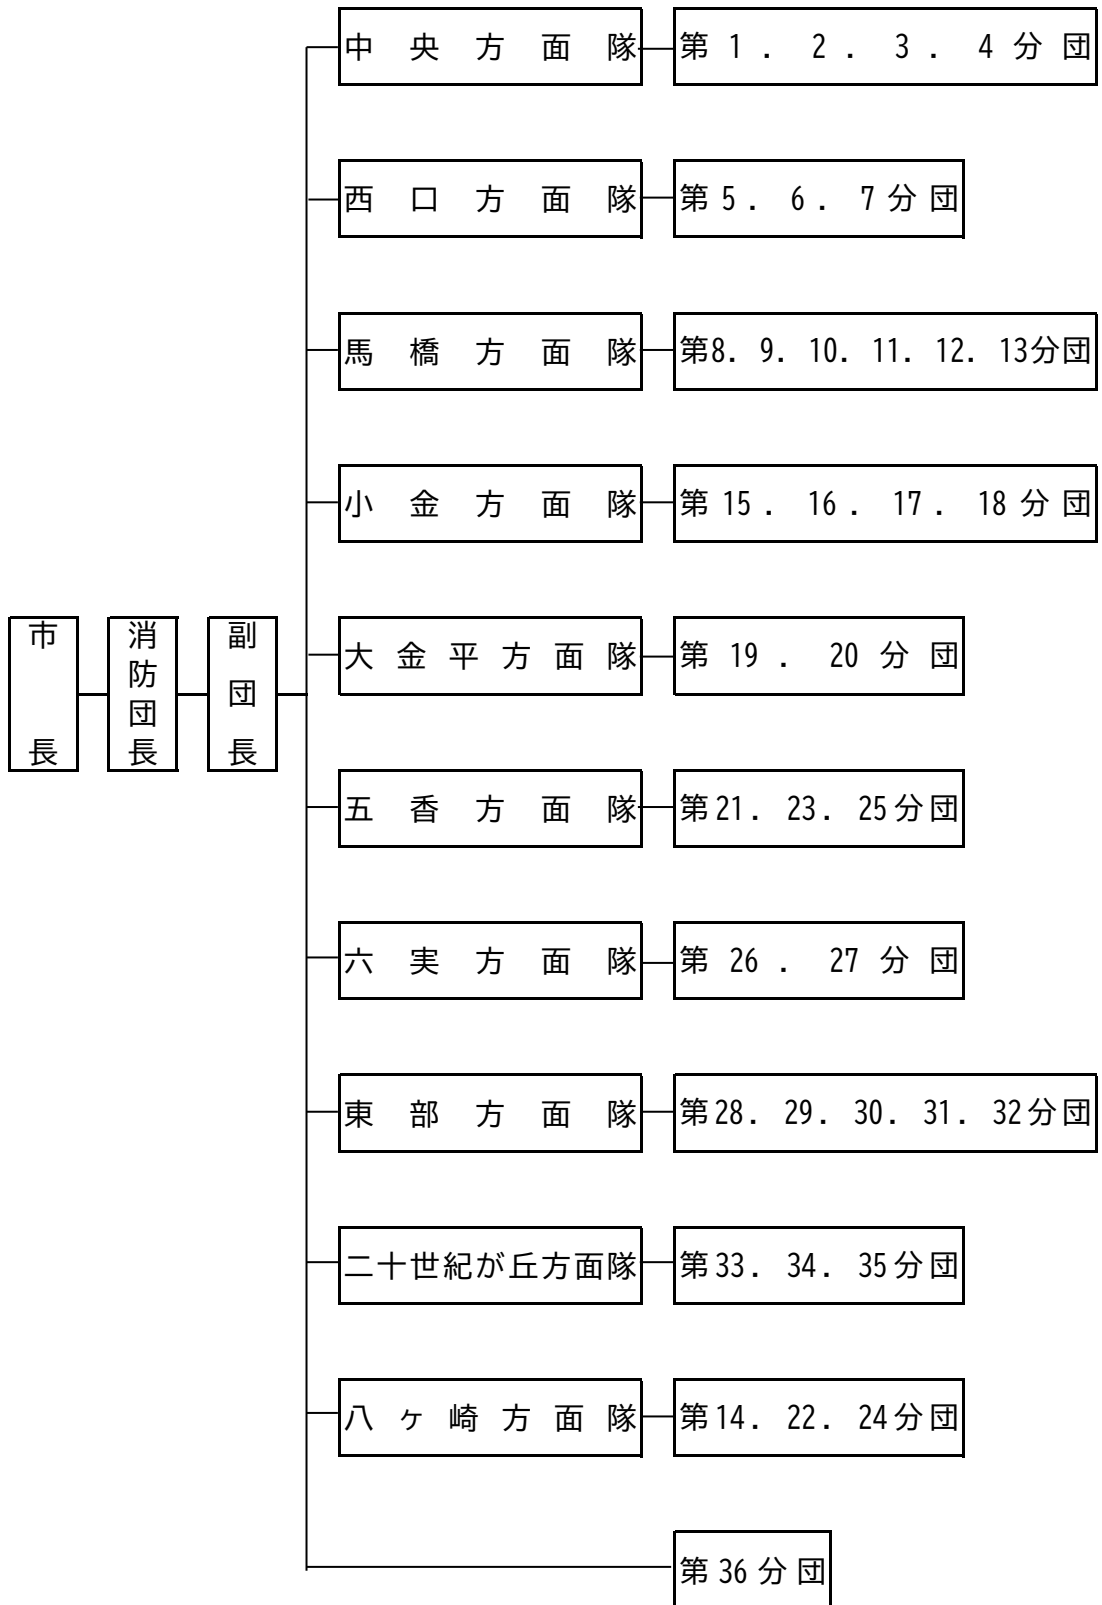 市長
消防団長
副団長
中央方面隊 第1．2．3．4分団
西口方面隊 第5．6．7分団
馬橋方面隊 第8．9．10．11．12．13分団
小金方面隊 第15．16．17．18分団
大金平方面隊 第19．20分団
五香方面隊 第21．23．25分団
六実方面隊 第26．27分団
東部方面隊 第28．29．30．31．32分団
二十世紀が丘方面隊 第33．34．35分団
八ヶ崎方面隊 第14．22．24分団
第36分団